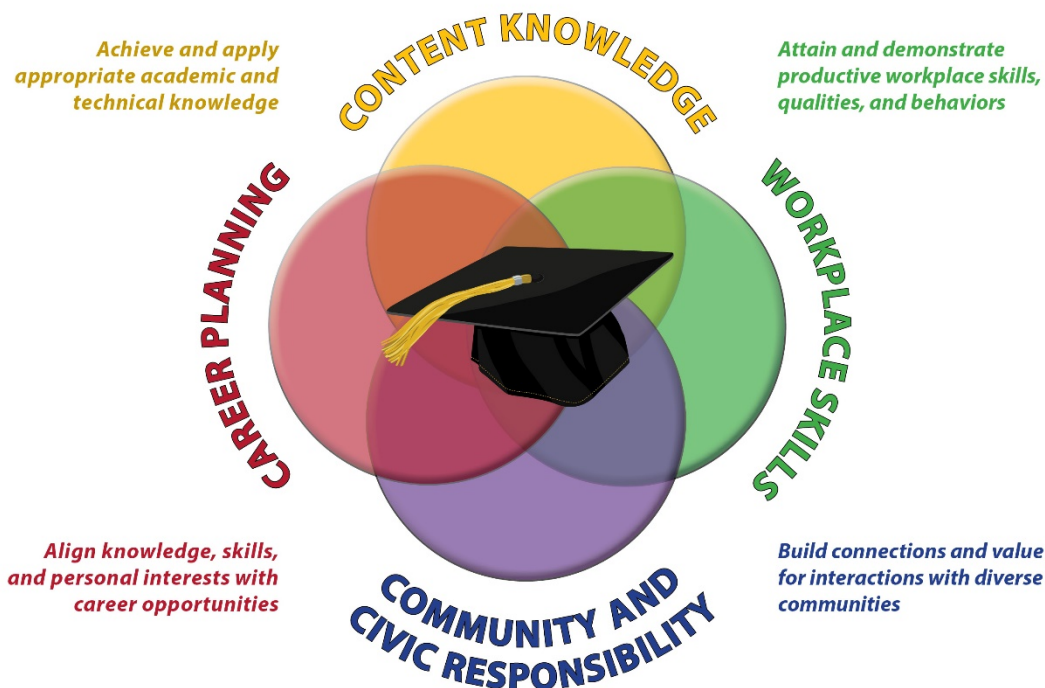 Achieve and apply
appropriate academic and
technical knowledge
CONTENT KNOWLEDGE
Attain and demonstrate
productive workplace skills,
qualities, and behaviors
CAREER PLANNING
WORKPLACE SKILLS
Align knowledge, skills,
and personal interests with
career opportunities
COMMUNITY AND
CIVIC RESPONSIBILITY
Build connections and value
for interactions with diverse
communities